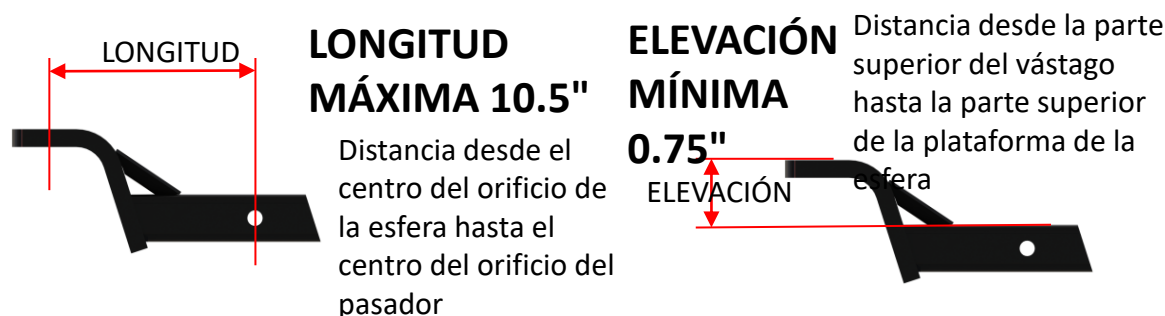 LONGITUD
LONGITUD
MÁXIMA 10.5"
Distancia desde el
centro del orificio de
la esfera hasta el
centro del orificio del
pasador
ELEVACIÓN
MÍNIMA
0.75"
ELEVACIÓN
Distancia desde la parte
superior del vástago
hasta la parte superior
de la plataforma de la
esfera